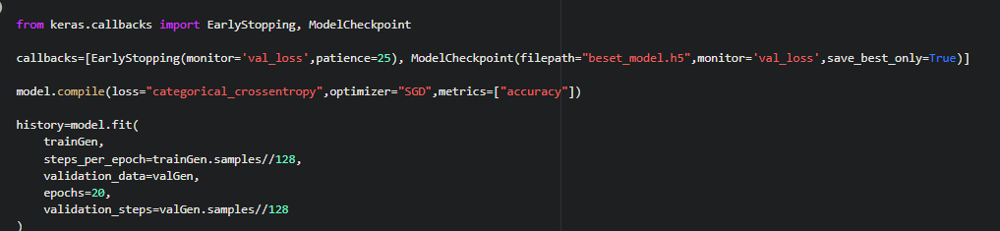 from keras.callbacks import EarlyStopping, ModelCheckpoint
callbacks=[EarlyStopping(monitor='val_loss',patience=25), ModelCheckpoint(filepath="beset_model.h5",monitor='val_loss',save_best_only=True)]
model.compile(loss="categorical_crossentropy",optimizer="SGD",metrics=["accuracy"])
history=model.fit(
    trainGen,
    steps_per_epoch=trainGen.samples//128,
    validation_data=valGen,
    epochs=20,
    validation_steps=valGen.samples//128
)